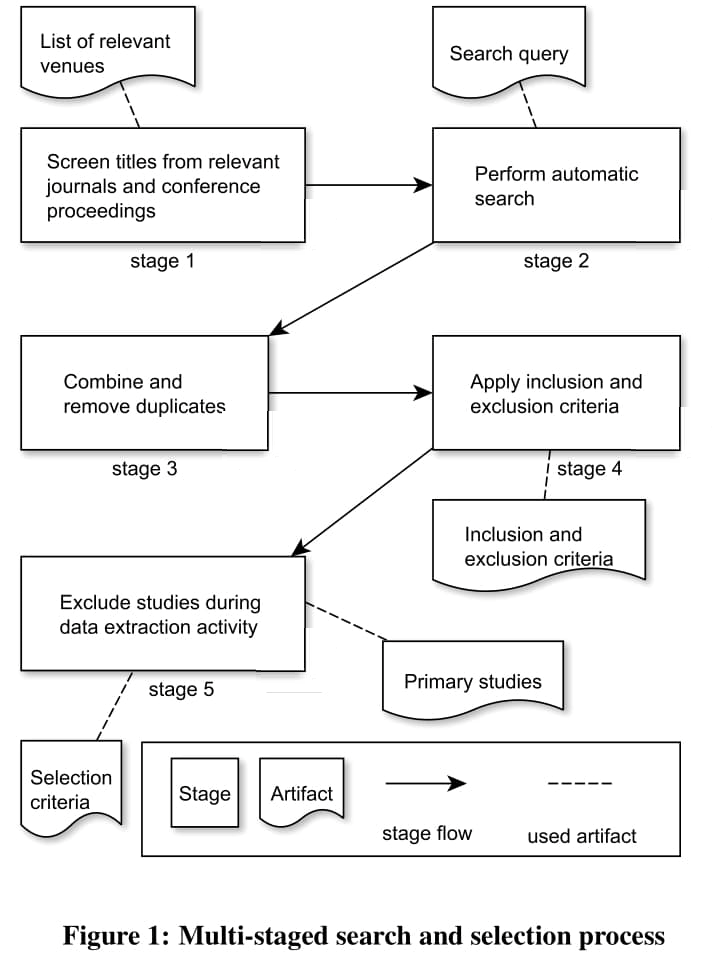 List of relevant
venues
Search query
Screen titles from relevant
journals and conference
proceedings
Perform automatic
search
stage 1
stage 2
Combine and
remove duplicates
Apply inclusion and
exclusion criteria
stage 3
stage 4
Inclusion and
exclusion criteria
Exclude studies during
data extraction activity
Primary studies
stage 5
Selection
criteria
Stage
Artifact
stage flow
used artifact
Figure 1: Multi-staged search and selection process